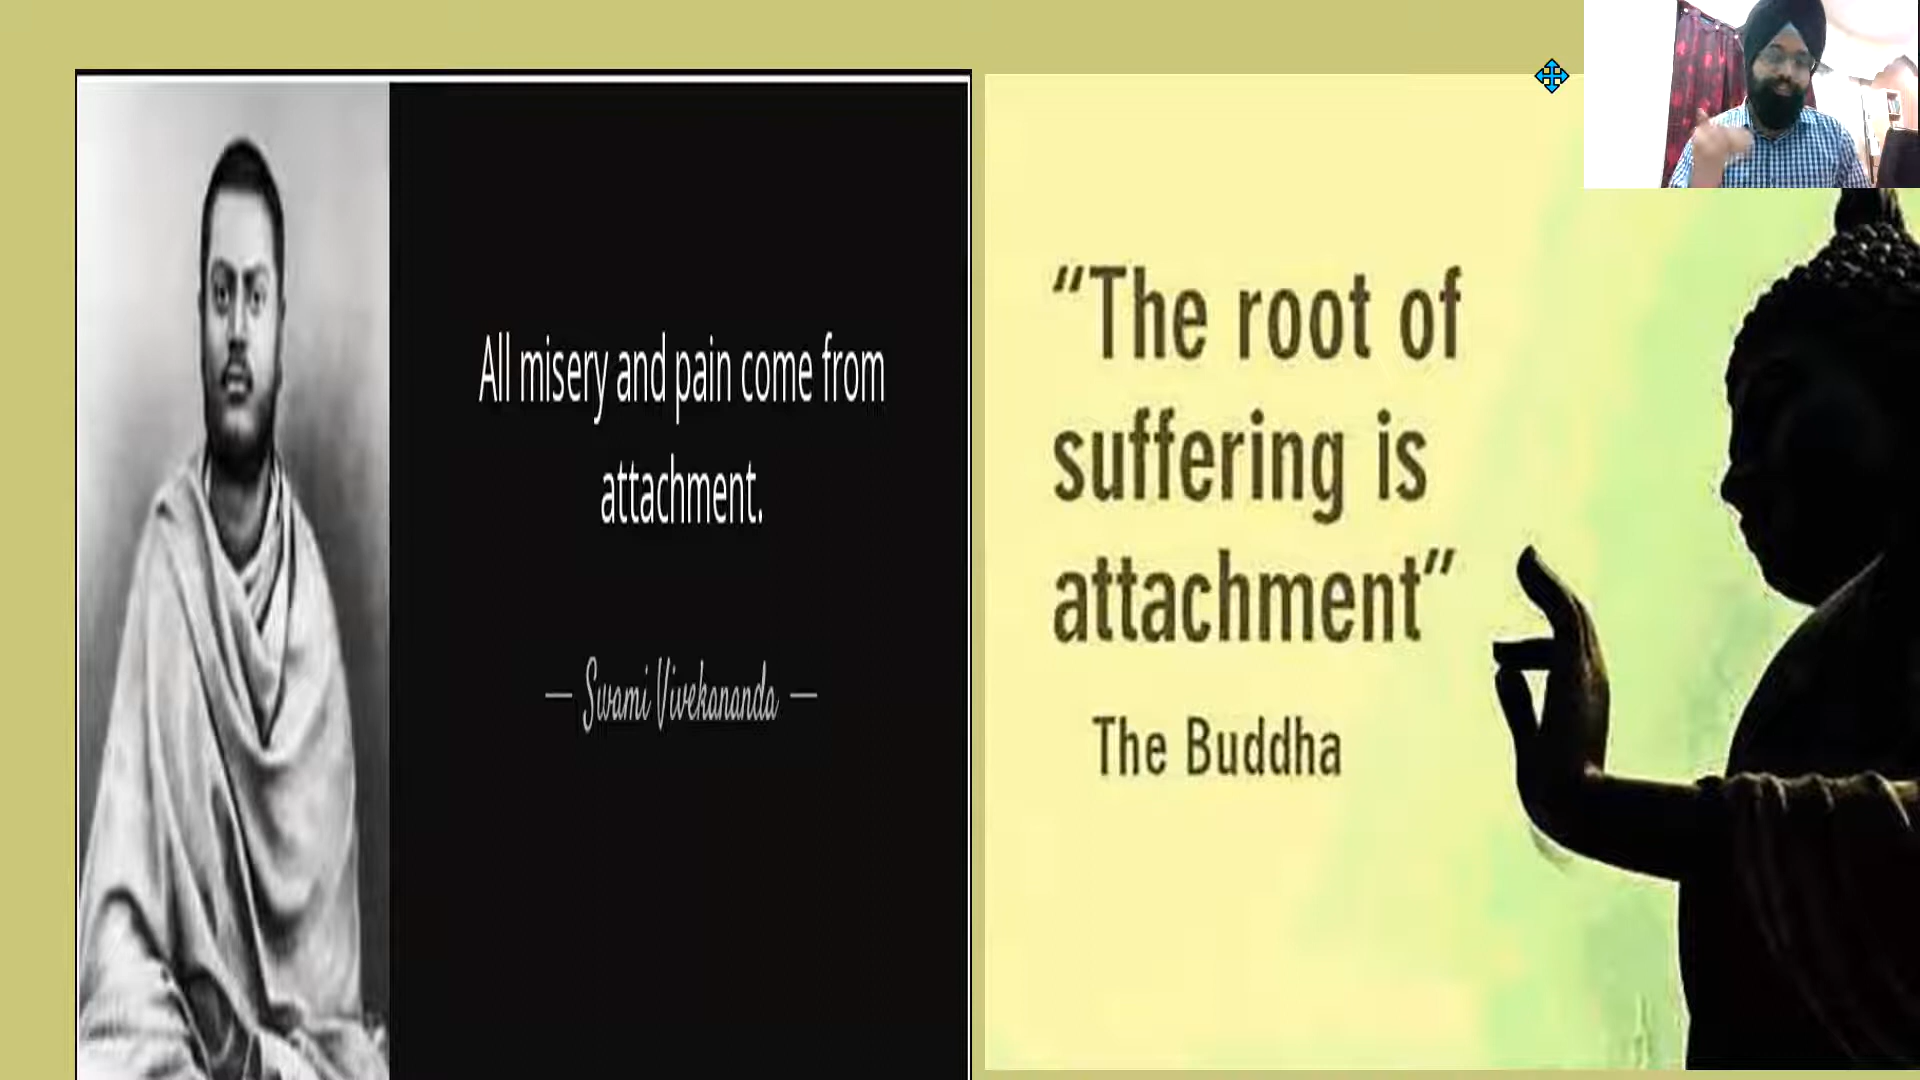 All misery and pain come from
attachment.
— Swami Vivekananda —
“The root of
suffering is
attachment”
The Buddha